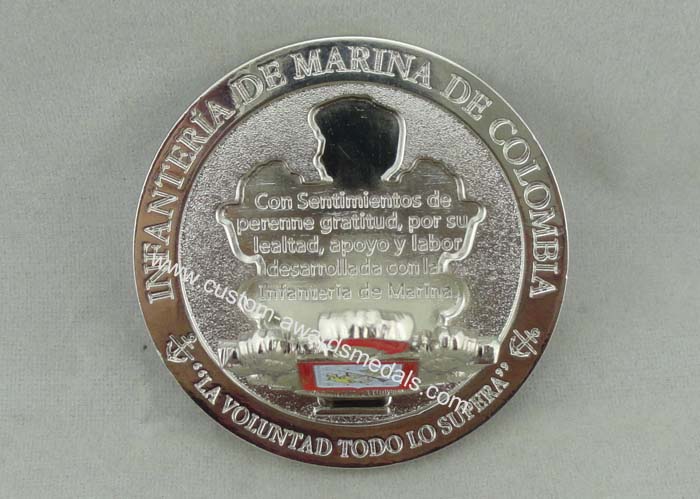 INFANTERÍA DE MARINA DE COLOMBIA
Con Sentimientos de
perenne gratitud, por su
lealtad, apoyo y labor
desarrollada con la
Infanteria de Marina
"LA VOLUNTAD TODO LO SUPERA"
www.custom-awardsmedals.com